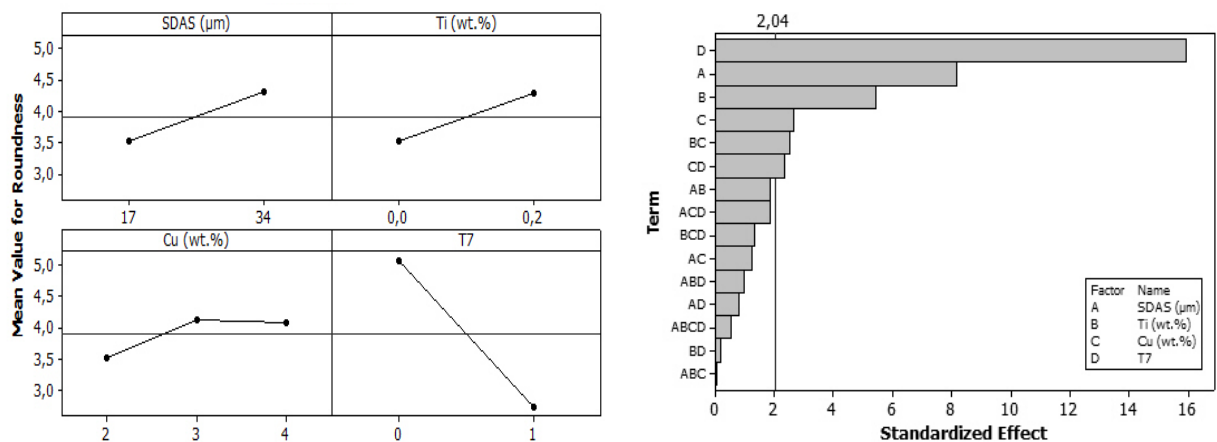 SDAS (µm) Ti (wt.%)
5,0
4,5
4,0
3,5
3,0
17 34 0,0 0,2
Cu (wt.%) T7
5,0
4,5
4,0
3,5
3,0
2 3 4 0 1
Mean Value for Roundness
2,04
D
A
B
C
BC
CD
AB
ACD
BCD
AC
ABD
AD
ABCD
BD
ABC
Term
Factor Name
A SDAS (µm)
B Ti (wt.%)
C Cu (wt.%)
D T7
0 2 4 6 8 10 12 14 16
Standardized Effect